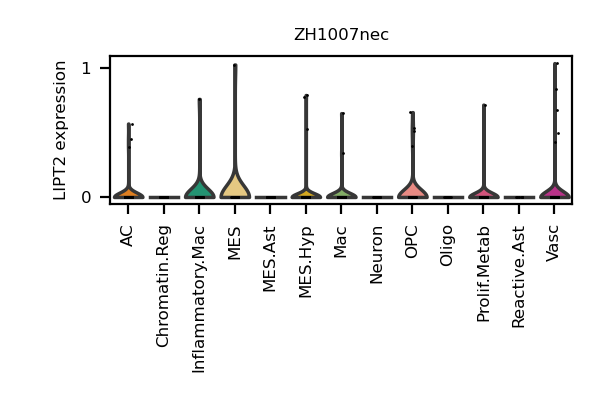 ZH1007nec
LIPT2 expression
1
0
AC
Chromatin.Reg
Inflammatory.Mac
MES
MES.Ast
MES.Hyp
Mac
Neuron
OPC
Oligo
Prolif.Metab
Reactive.Ast
Vasc